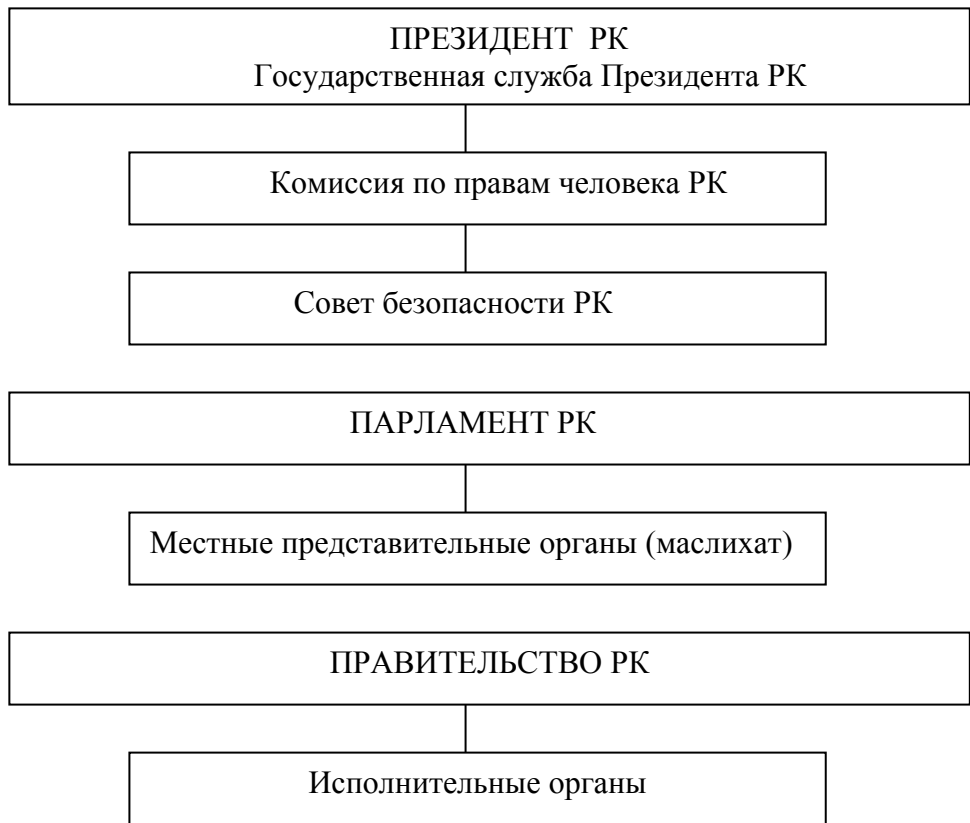 ПРЕЗИДЕНТ РК
Государственная служба Президента РК
Комиссия по правам человека РК
Совет безопасности РК
ПАРЛАМЕНТ РК
Местные представительные органы (маслихат)
ПРАВИТЕЛЬСТВО РК
Исполнительные органы